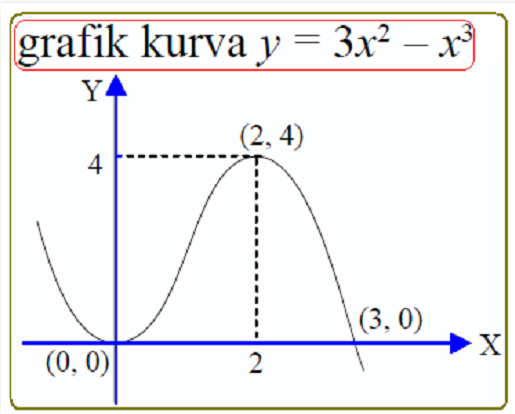 grafik kurva y = 3x² – x³
Y
(2, 4)
4
(3, 0)
X
(0, 0)
2